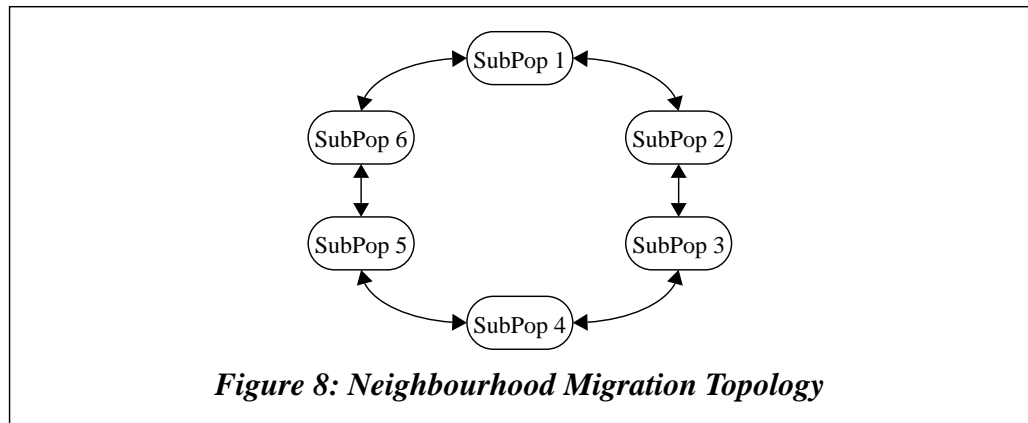 SubPop 1
SubPop 6
SubPop 2
SubPop 5
SubPop 3
SubPop 4
Figure 8: Neighbourhood Migration Topology